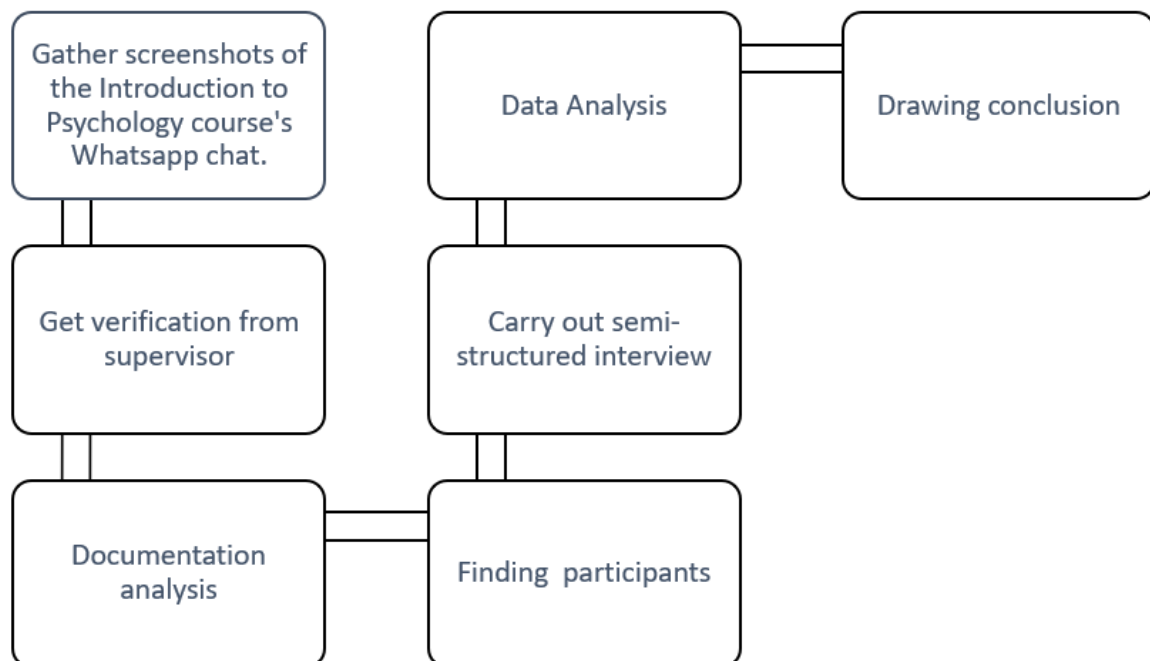 Gather screenshots of
the Introduction to
Psychology course's
Whatsapp chat.
Get verification from
supervisor
Documentation
analysis
Finding participants
Carry out semi-
structured interview
Data Analysis
Drawing conclusion